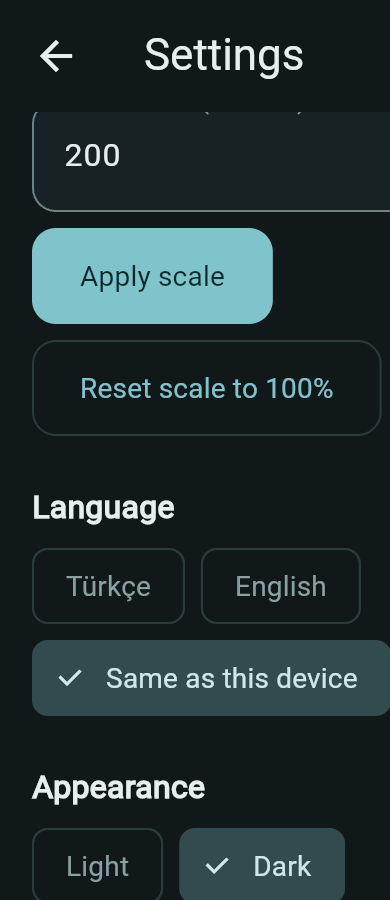 Settings
200
Apply scale
Reset scale to 100%
Language
Türkçe
English
Same as this device
Appearance
Light
Dark